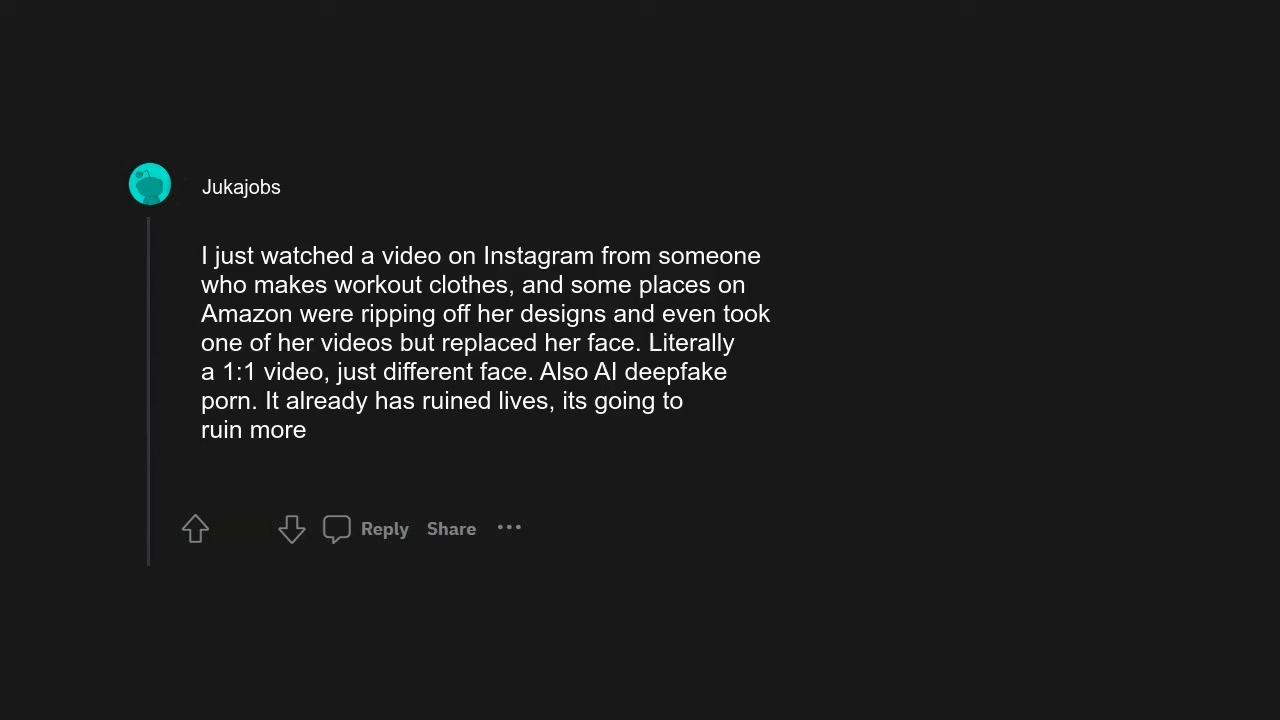 Jukajobs
I just watched a video on Instagram from someone
who makes workout clothes, and some places on
Amazon were ripping off her designs and even took
one of her videos but replaced her face. Literally
a 1:1 video, just different face. Also AI deepfake
porn. It already has ruined lives, its going to
ruin more
Reply Share